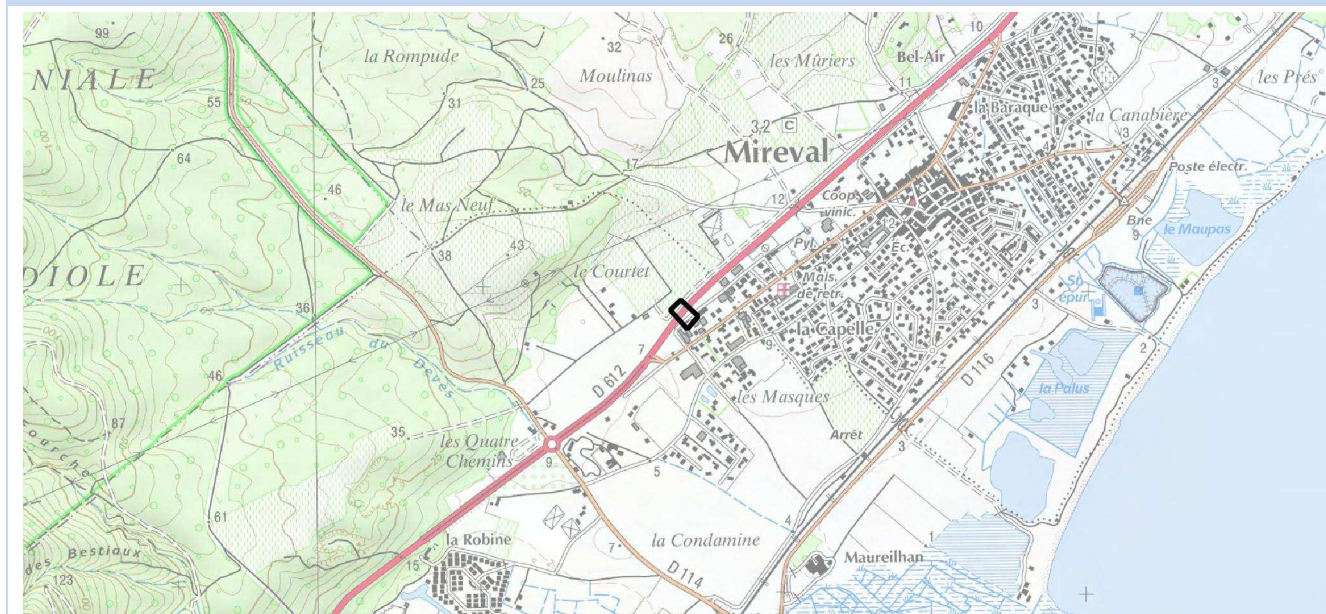 99
la Rompude
32
26
10
NIALE
Moulinas
les Mûriers
Bel-Air
25
11
les Prés
55
31
3
la Baraque
la Canabière
3.2
C
3
64
17
Mireval
4
46
Poste électr.
le Mas Neuf
12
Coop.
vinic.
Bne
12
9
le Maupas
43
Pyl.
Éc.
38
DIOLE
le Courtet
Mais.
de retr.
Son
épur.
3
36
la Capelle
Ruisseau du Devès
7
9
2
D 612
D 116
46
la Palus
les Masques
87
35
Arrêt
3
les Quatre
Chemins
9
5
61
4
Bestiaux
la Robine
la Condamine
1
7
Maureilhan
des
123
15
D 114